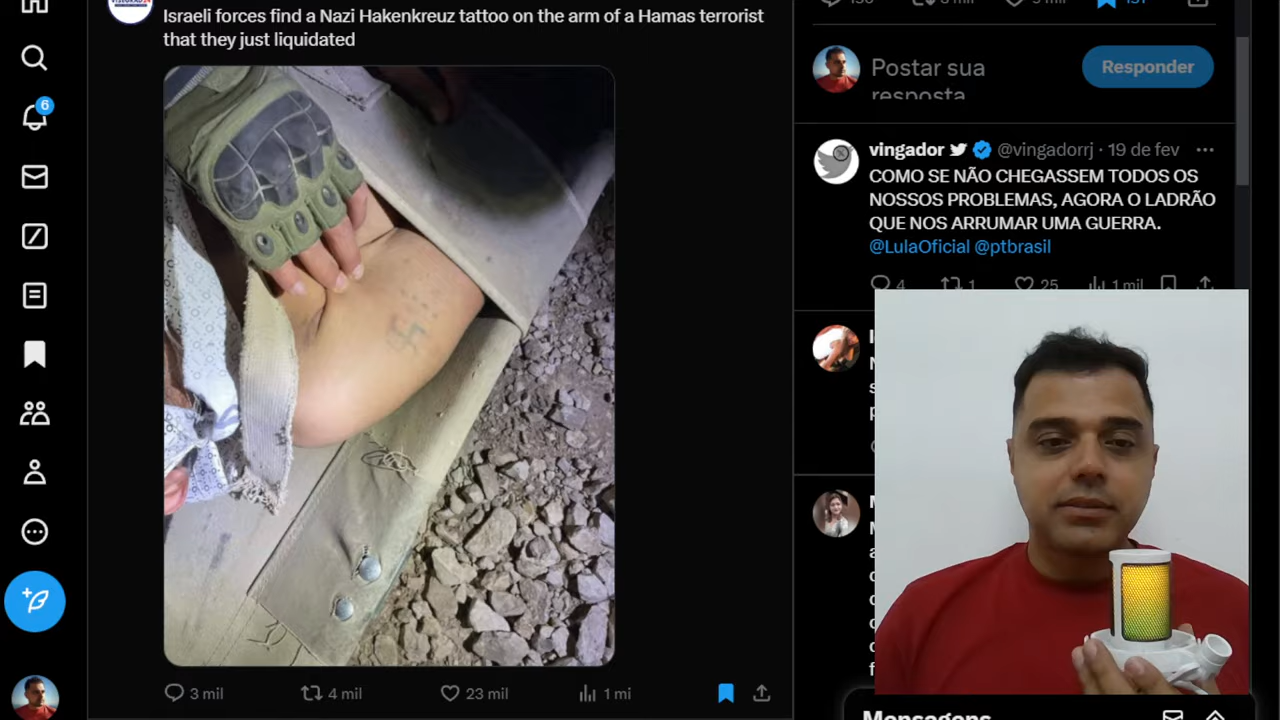 Israeli forces find a Nazi Hakenkreuz tattoo on the arm of a Hamas terrorist
that they just liquidated
3 mil
4 mil
23 mil
1 mi
6
Postar sua
resposta
Responder
vingador @vingadorrj · 19 de fev
COMO SE NÃO CHEGASSEM TODOS OS
NOSSOS PROBLEMAS, AGORA O LADRÃO
QUE NOS ARRUMAR UMA GUERRA.
@LulaOficial @ptbrasil
4
1
25
1 mil
Mensagens